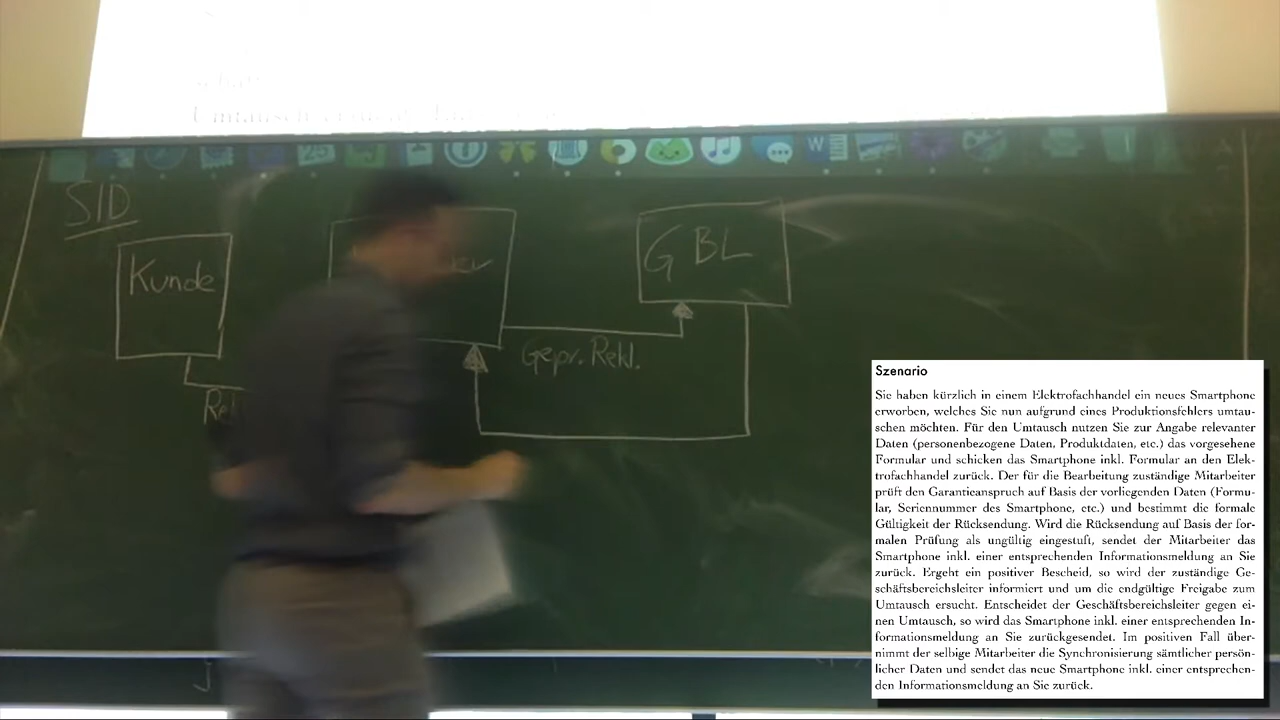 SID
Kunde
GBL
Gepr. Rekl.
Szenario
Sie haben kürzlich in einem Elektrofachhandel ein neues Smartphone
erworben, welches Sie nun aufgrund eines Produktionsfehlers umtau-
schen möchten. Für den Umtausch nutzen Sie zur Angabe relevanter
Daten (personenbezogene Daten, Produktdaten, etc.) das vorgesehene
Formular und schicken das Smartphone inkl. Formular an den Elek-
trofachhandel zurück. Der für die Bearbeitung zuständige Mitarbeiter
prüft den Garantieanspruch auf Basis der vorliegenden Daten (Formu-
lar, Seriennummer des Smartphone, etc.) und bestimmt die formale
Gültigkeit der Rücksendung. Wird die Rücksendung auf Basis der for-
malen Prüfung als ungültig eingestuft, sendet der Mitarbeiter das
Smartphone inkl. einer entsprechenden Informationsmeldung an Sie
zurück. Ergeht ein positiver Bescheid, so wird der zuständige Ge-
schäftsbereichsleiter informiert und um die endgültige Freigabe zum
Umtausch ersucht. Entscheidet der Geschäftsbereichsleiter gegen ei-
nen Umtausch, so wird das Smartphone inkl. einer entsprechenden In-
formationsmeldung an Sie zurückgesendet. Im positiven Fall über-
nimmt der selbige Mitarbeiter die Synchronisierung sämtlicher persön-
licher Daten und sendet das neue Smartphone inkl. einer entsprechen-
den Informationsmeldung an Sie zurück.